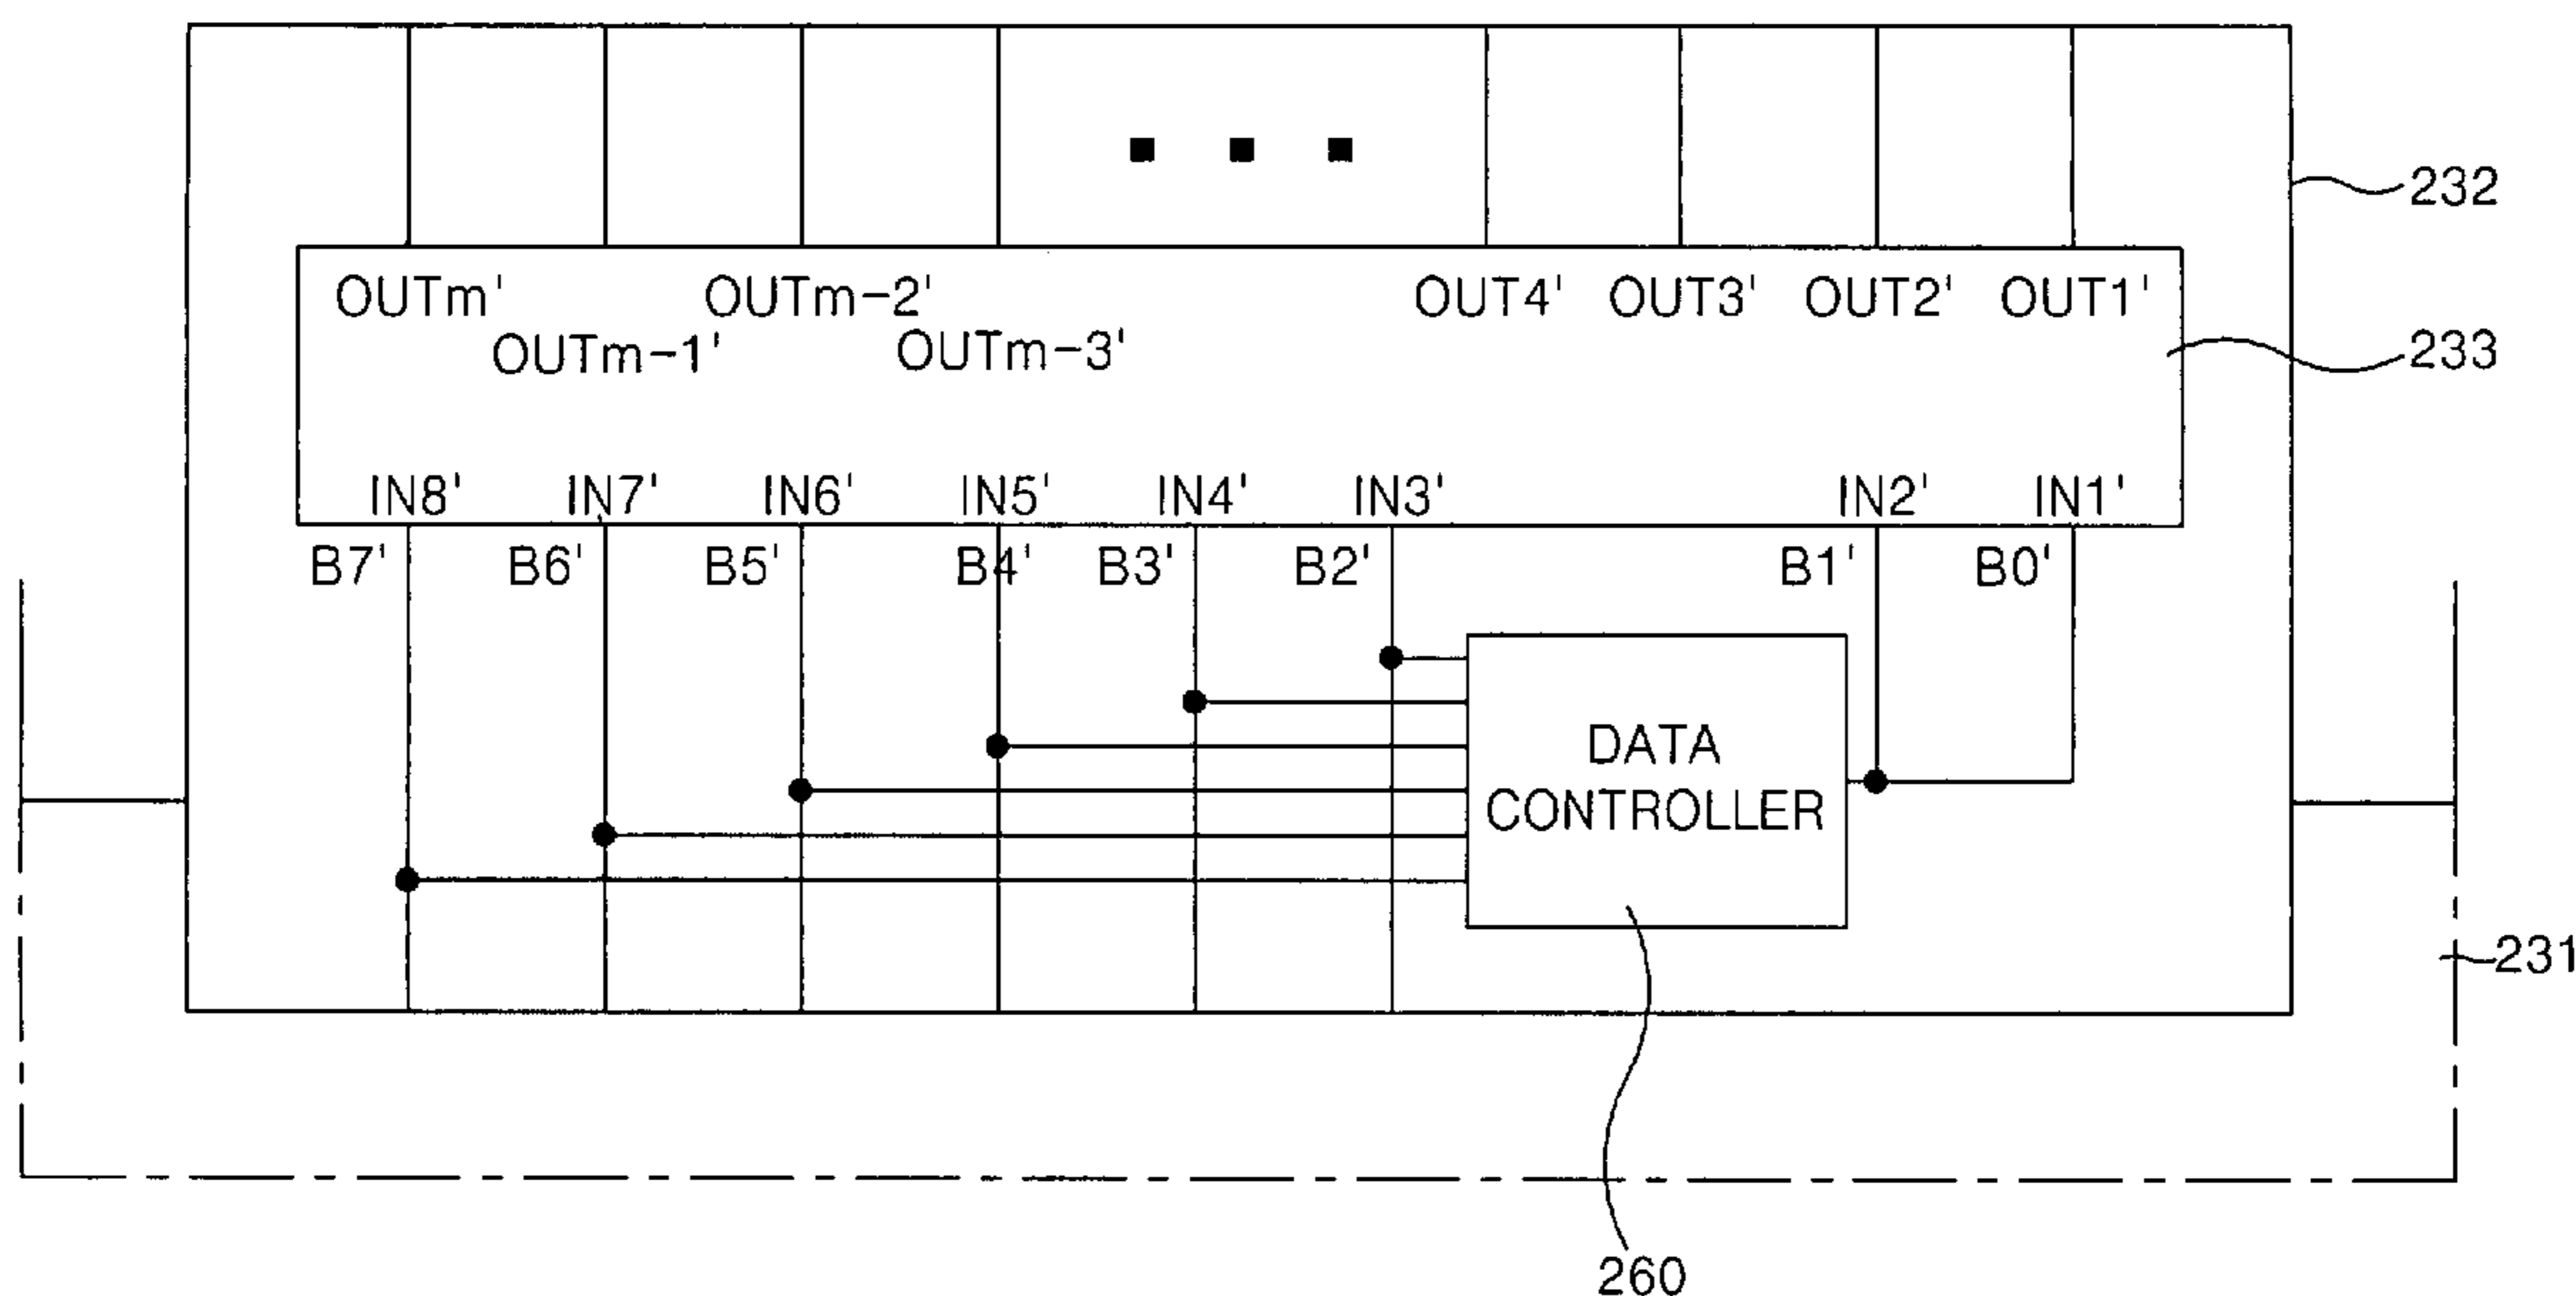 232
OUTm' OUTm-2' OUT4' OUT3' OUT2' OUT1'
OUTm-1' OUTm-3'
233
IN8' IN7' IN6' IN5' IN4' IN3' IN2' IN1'
B7' B6' B5' B4' B3' B2' B1' B0'
DATA
CONTROLLER
231
260